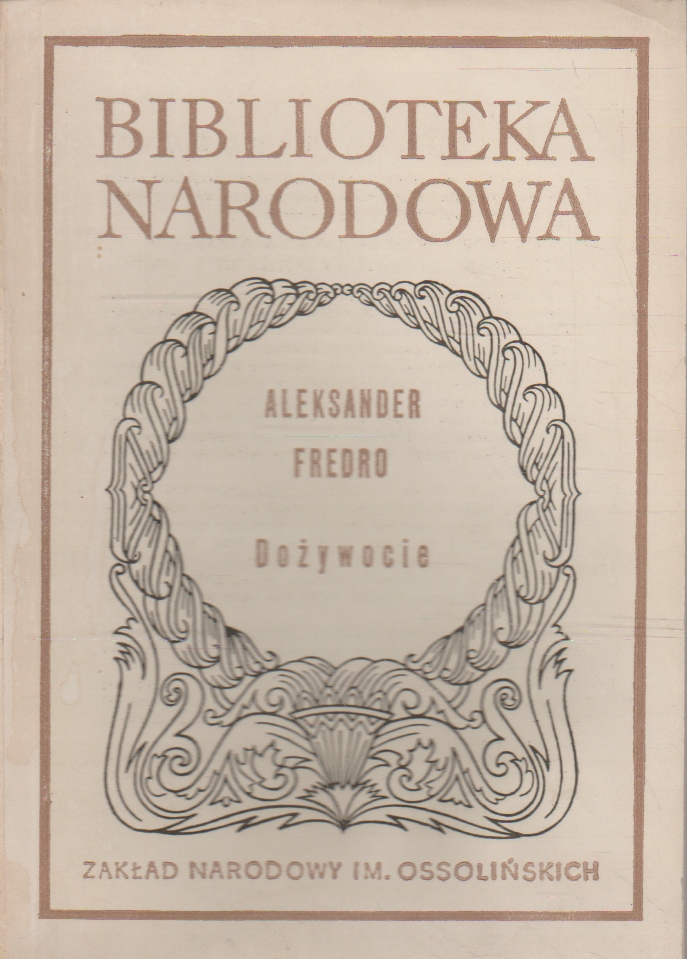 BIBLIOTEKA
NARODOWA
ALEKSANDER
FREDRO
Dożywocie
ZAKŁAD NARODOWY IM. OSSOLIŃSKICH